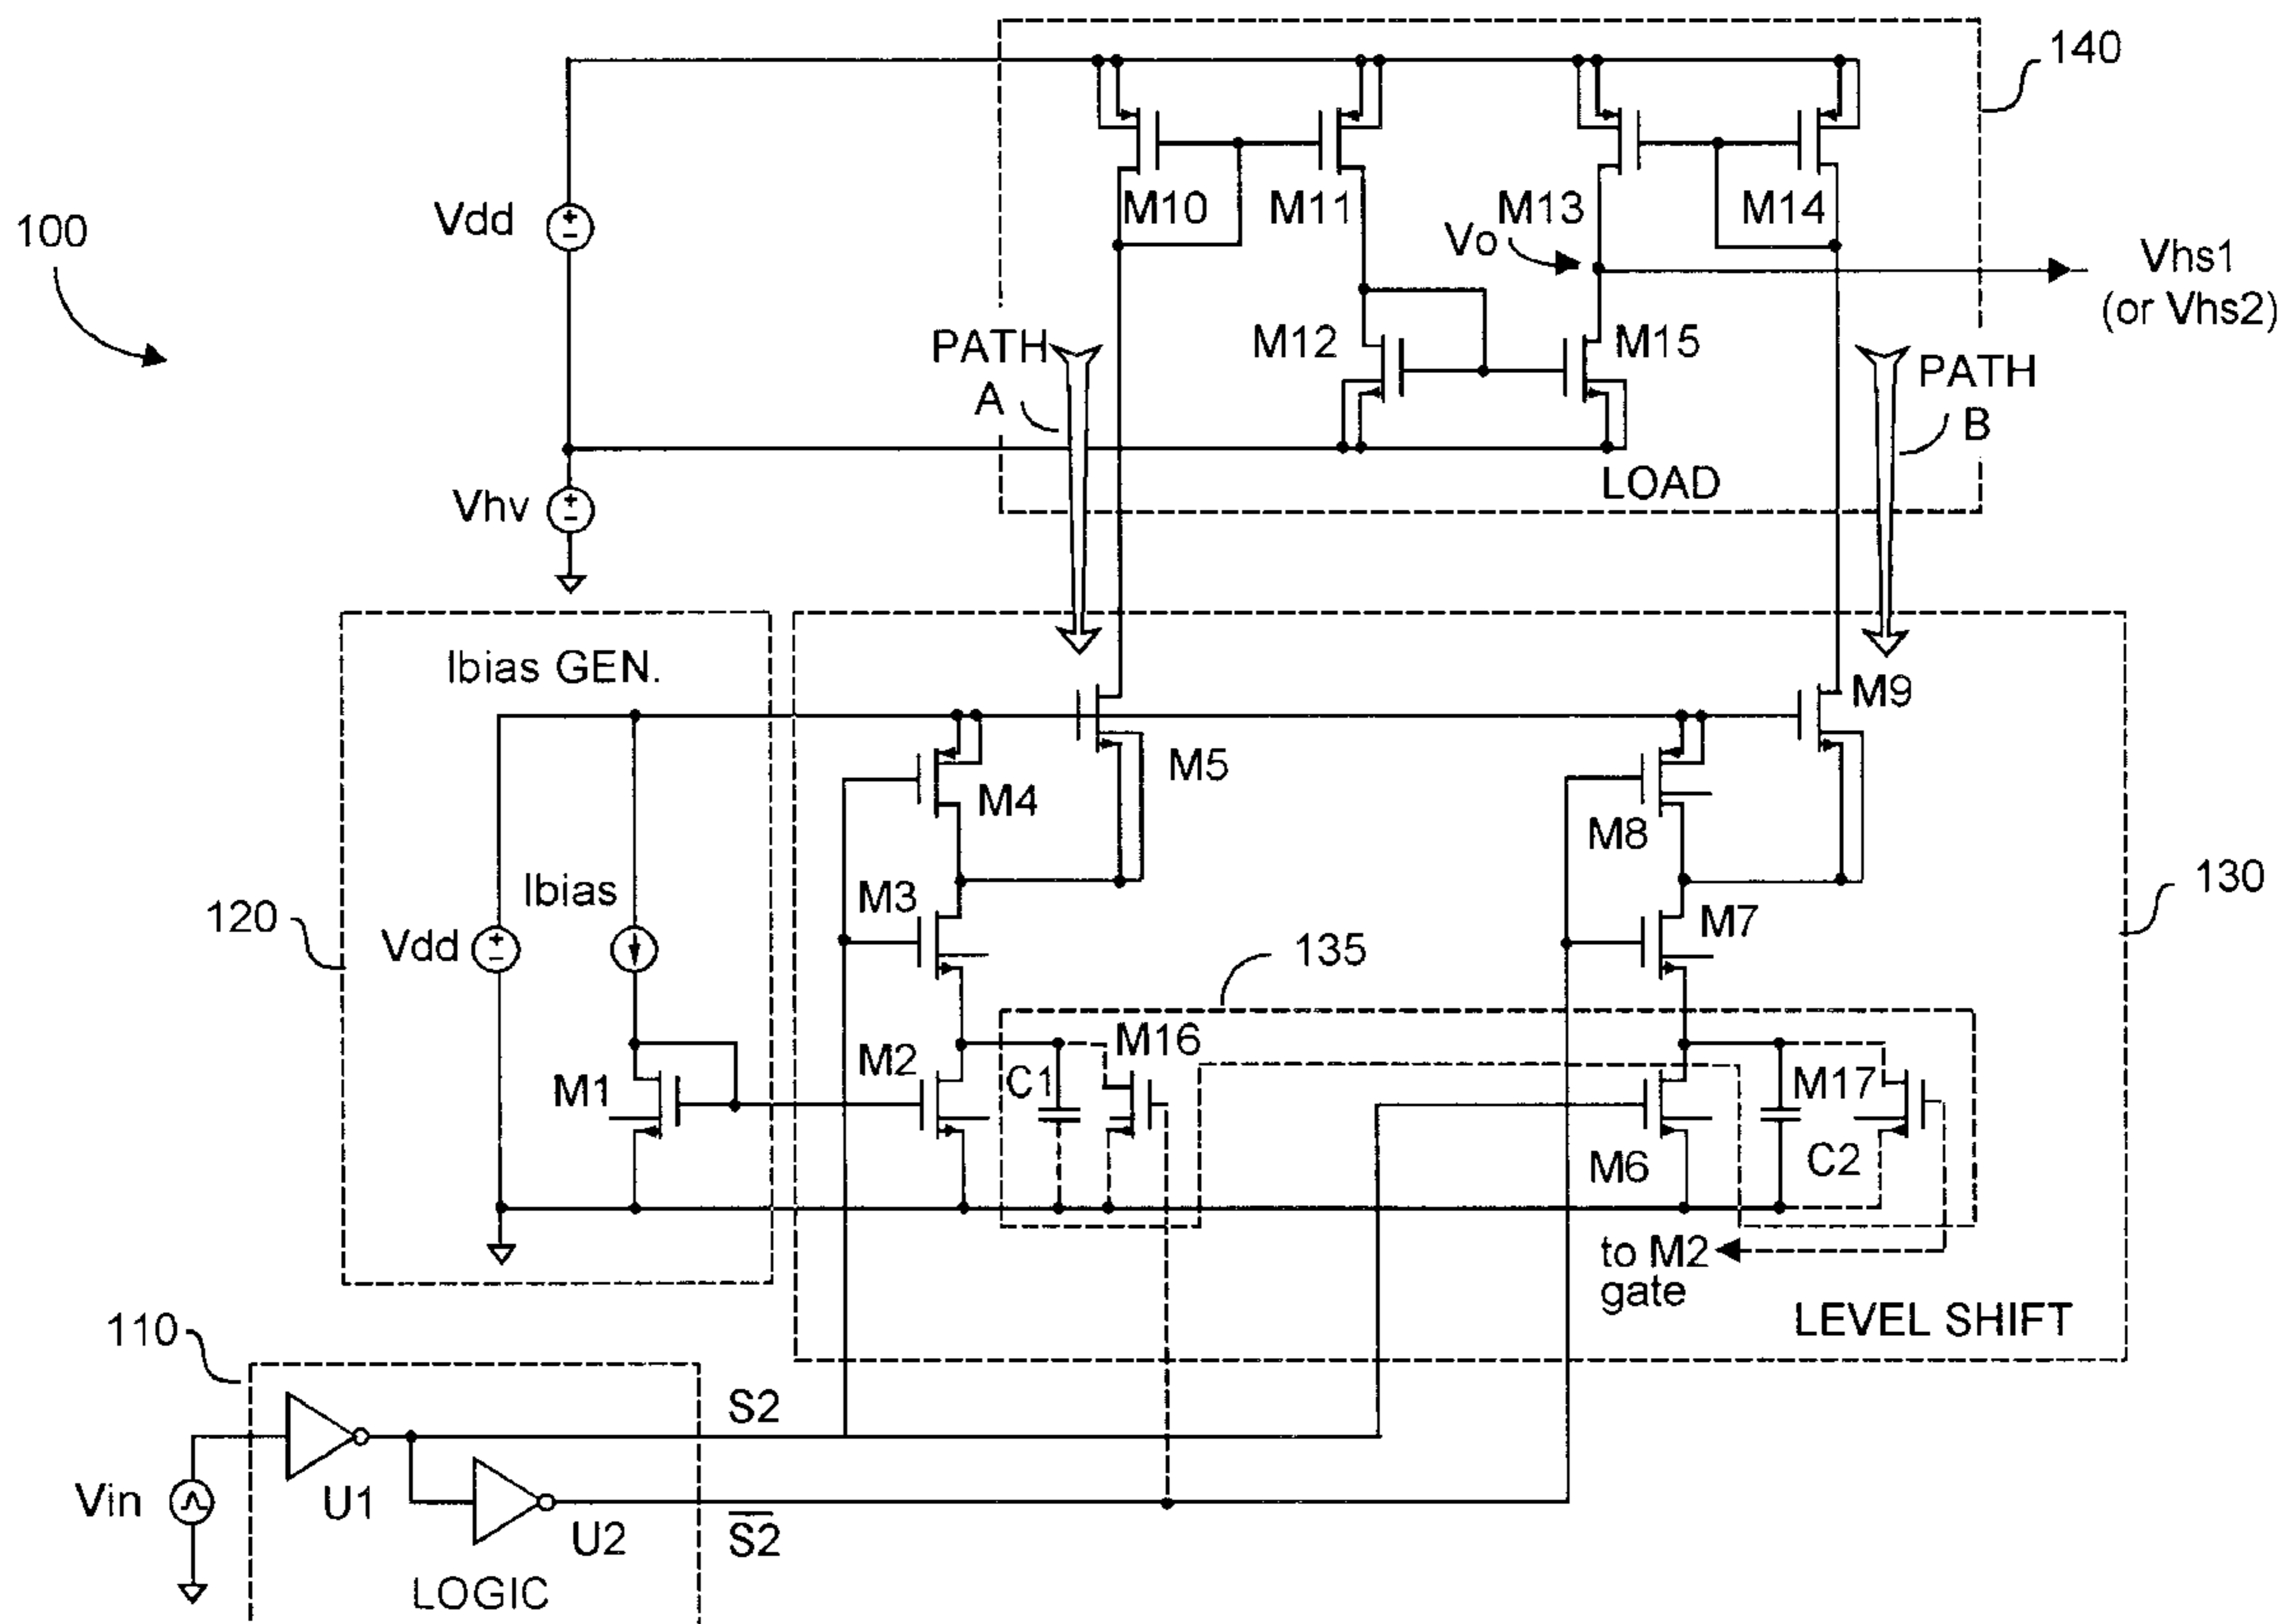 140
100
Vdd
M10
M11
M13
M14
Vo
Vhs1
(or Vhs2)
PATH
A
M12
M15
PATH
B
LOAD
Vhv
Ibias GEN.
M9
M5
M4
M8
M3
M7
Ibias
120
Vdd
135
130
M16
M2
C1
M17
M1
M6
C2
to M2
gate
LEVEL SHIFT
110
S2
Vin
U1
U2
S2
LOGIC